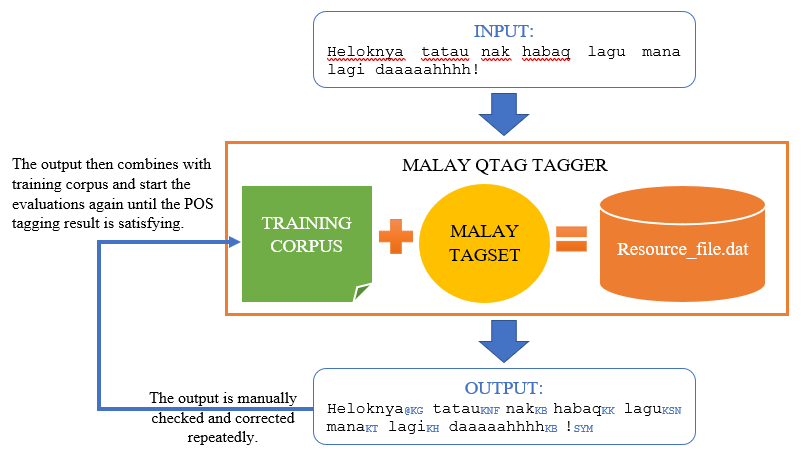 INPUT:
Heloknya tatau nak habaq lagu mana
lagi daaaaahhhh!
The output then combines with
training corpus and start the
evaluations again until the POS
tagging result is satisfying.
MALAY QTAG TAGGER
TRAINING
CORPUS
MALAY
TAGSET
Resource_file.dat
The output is manually
checked and corrected
repeatedly.
OUTPUT:
Heloknya@KG tatauKNF nakKB habaqKK laguKSN
manaKT lagiKH daaaaahhhhKB !SYM